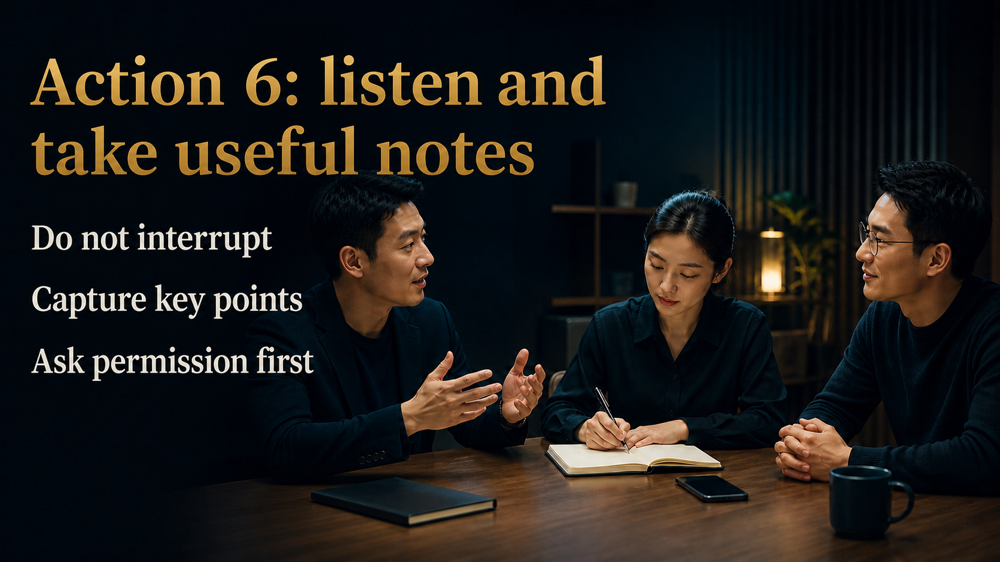 Action 6: listen and
take useful notes
Do not interrupt
Capture key points
Ask permission first